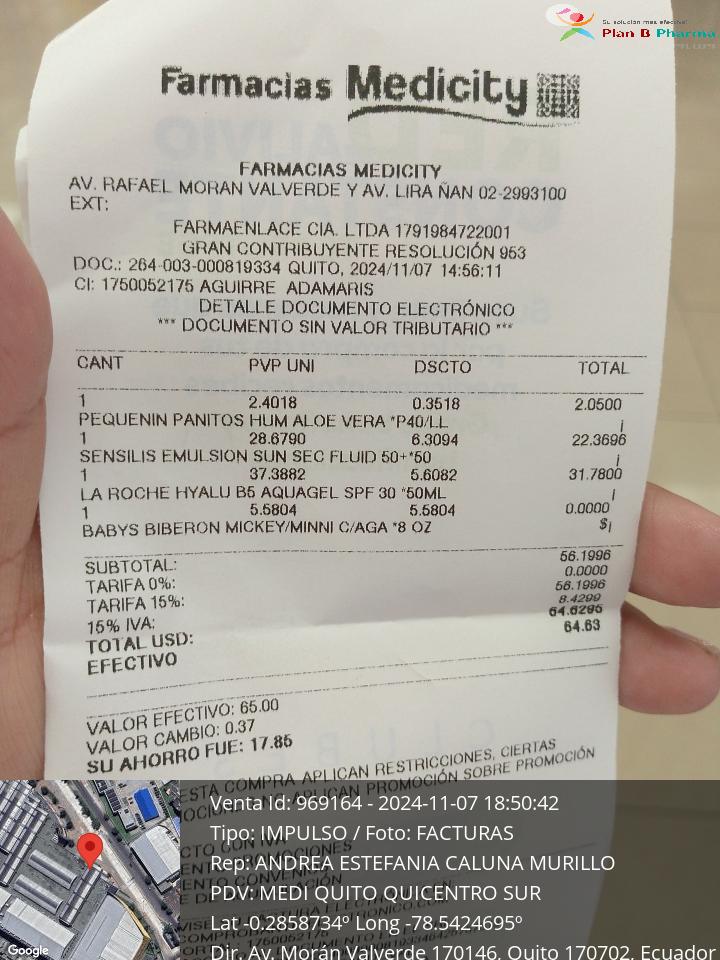 Su solución mas efectiva!
Plan B Pharma
Farmacias Medicity
FARMACIAS MEDICITY
AV. RAFAEL MORAN VALVERDE Y AV. LIRA ÑAN 02-2993100
EXT:
FARMAENLACE CIA. LTDA 1791984722001
GRAN CONTRIBUYENTE RESOLUCIÓN 953
DOC.: 264-003-000819334 QUITO, 2024/11/07 14:56:11
CI: 1750052175 AGUIRRE ADAMARIS
DETALLE DOCUMENTO ELECTRÓNICO
*** DOCUMENTO SIN VALOR TRIBUTARIO ***
CANT PVP UNI DSCTO TOTAL
1 2.4018 0.3518 2.0500
PEQUENIN PANITOS HUM ALOE VERA *P40/LL i
1 28.6790 6.3094 22.3696
SENSILIS EMULSION SUN SEC FLUID 50+*50 i
1 37.3882 5.6082 31.7800
LA ROCHE HYALU B5 AQUAGEL SPF 30 *50ML i
1 5.5804 5.5804 0.0000
BABYS BIBERON MICKEY/MINNI C/AGA *8 OZ $i
SUBTOTAL: 56.1996
TARIFA 0%: 0.0000
TARIFA 15%: 56.1996
15% IVA: 8.4299
TOTAL USD: 64.6295
EFECTIVO 64.63
VALOR EFECTIVO: 65.00
VALOR CAMBIO: 0.37
SU AHORRO FUE: 17.85
ESTA COMPRA APLICAN RESTRICCIONES, CIERTAS
APLICAN PROMOCIÓN SOBRE PROMOCIÓN
CTO CON IVA
Venta Id: 969164 - 2024-11-07 18:50:42
Tipo: IMPULSO / Foto: FACTURAS
Rep: ANDREA ESTEFANIA CALUNA MURILLO
PDV: MEDI QUITO QUICENTRO SUR
Lat -0.2858734º Long -78.5424695º
Dir. Av. Morán Valverde 170146, Quito 170702, Ecuador
Google